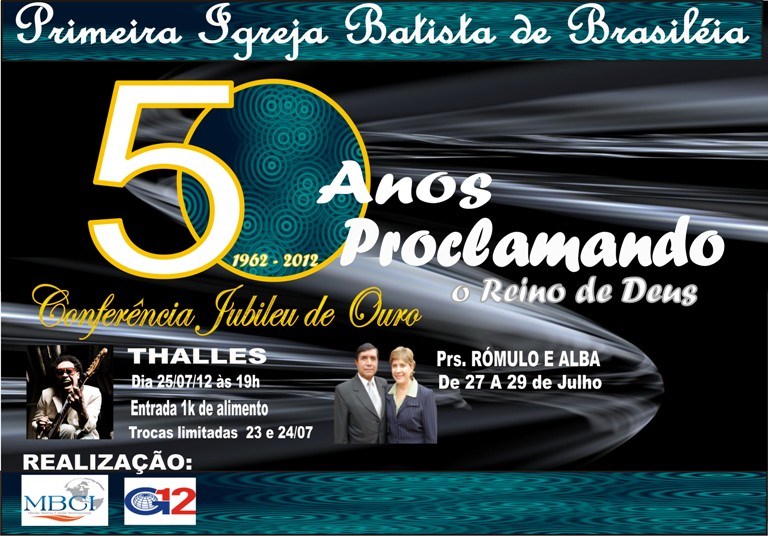 Primeira Igreja Batista de Brasiléia
50
1962 - 2012
Anos
Proclamando
o Reino de Deus
Conferência Jubileu de Ouro
THALLES
Dia 25/07/12 às 19h
Entrada 1k de alimento
Trocas limitadas 23 e 24/07
Prs. RÓMULO E ALBA
De 27 A 29 de Julho
REALIZAÇÃO:
MBCI
G12